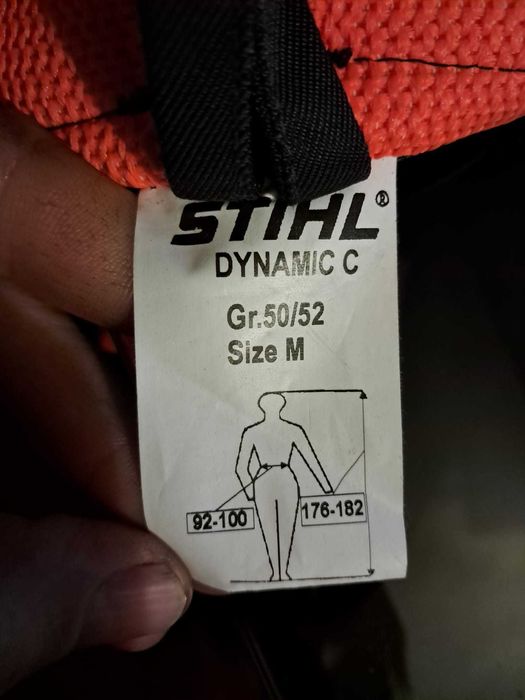 STIHL®
DYNAMIC C
Gr.50/52
Size M
92-100
176-182